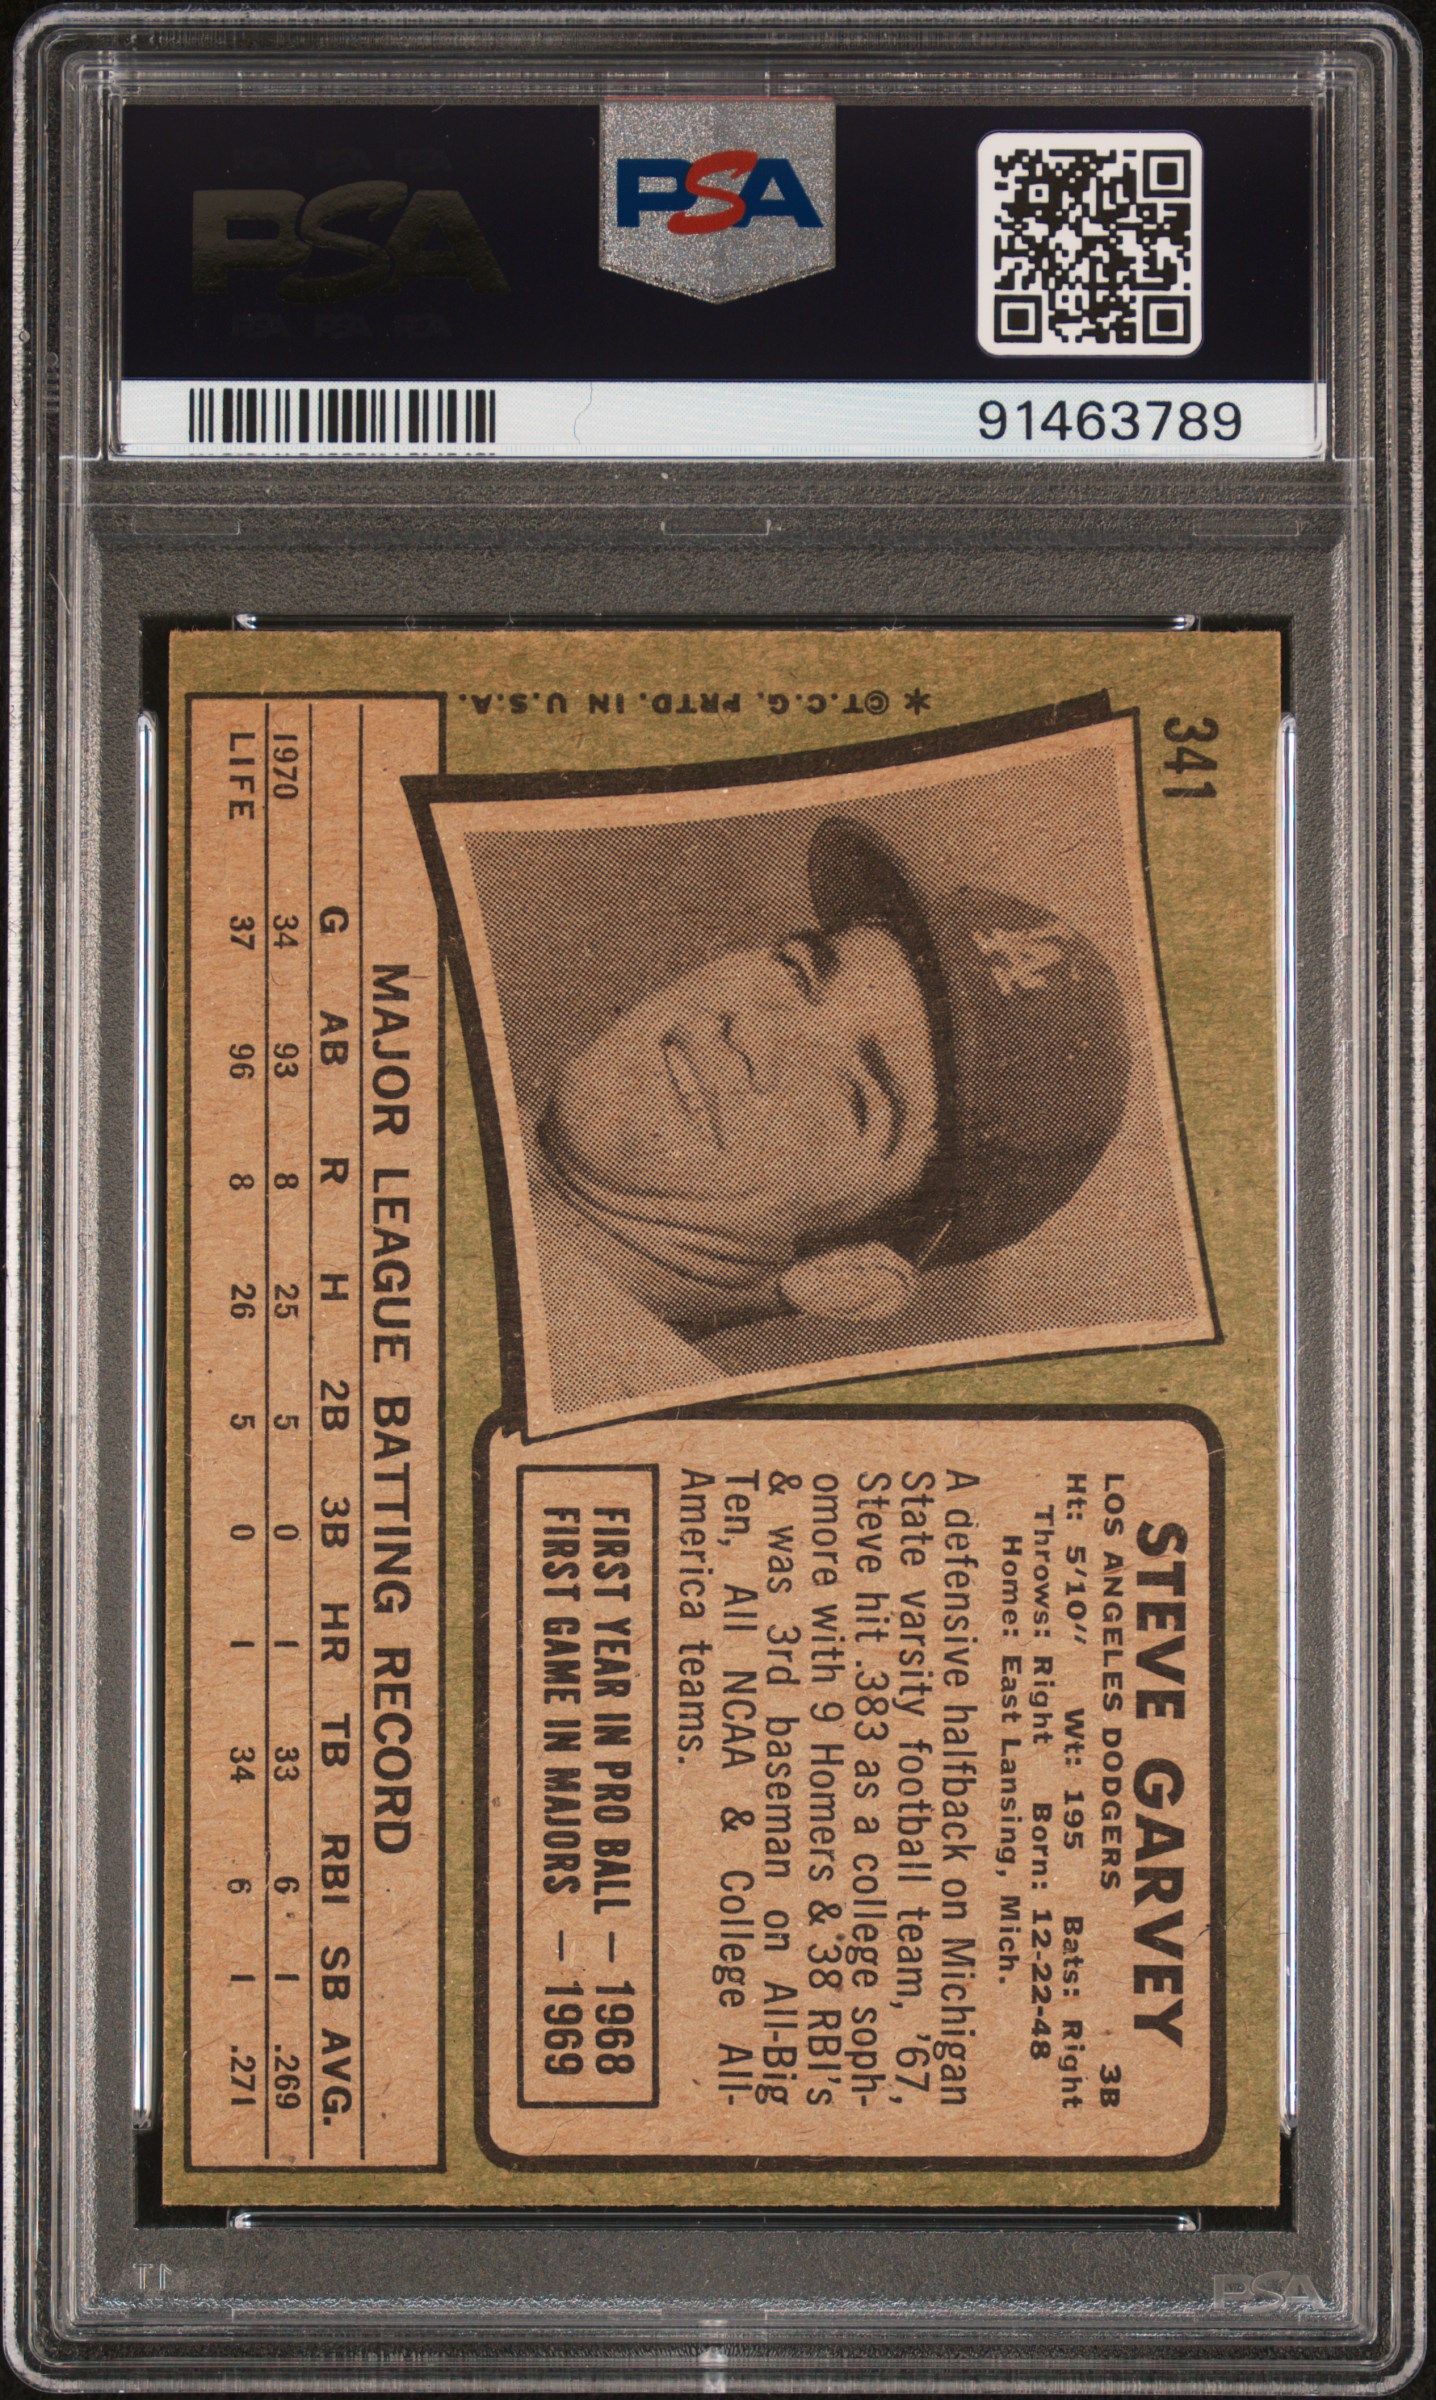 PSA
PSA
91463789
341
STEVE GARVEY
LOS ANGELES DODGERS 3B
Ht: 5'10" Wt: 195 Bats: Right
Throws: Right Born: 12-22-48
Home: East Lansing, Mich.
A defensive halfback on Michigan
State varsity football team, '67,
Steve hit .383 as a college soph-
omore with 9 Homers & 38 RBI's
& was 3rd baseman on All-Big
Ten, All NCAA & College All-
America teams.
FIRST YEAR IN PRO BALL — 1968
FIRST GAME IN MAJORS — 1969
LA
*©T.C.G. PRTD. IN U.S.A.
MAJOR LEAGUE BATTING RECORD
G AB R H 2B 3B HR TB RBI SB AVG.
1970 34 93 8 25 5 0 1 33 6 1 .269
LIFE 37 96 8 26 5 0 1 34 6 1 .271
PSA